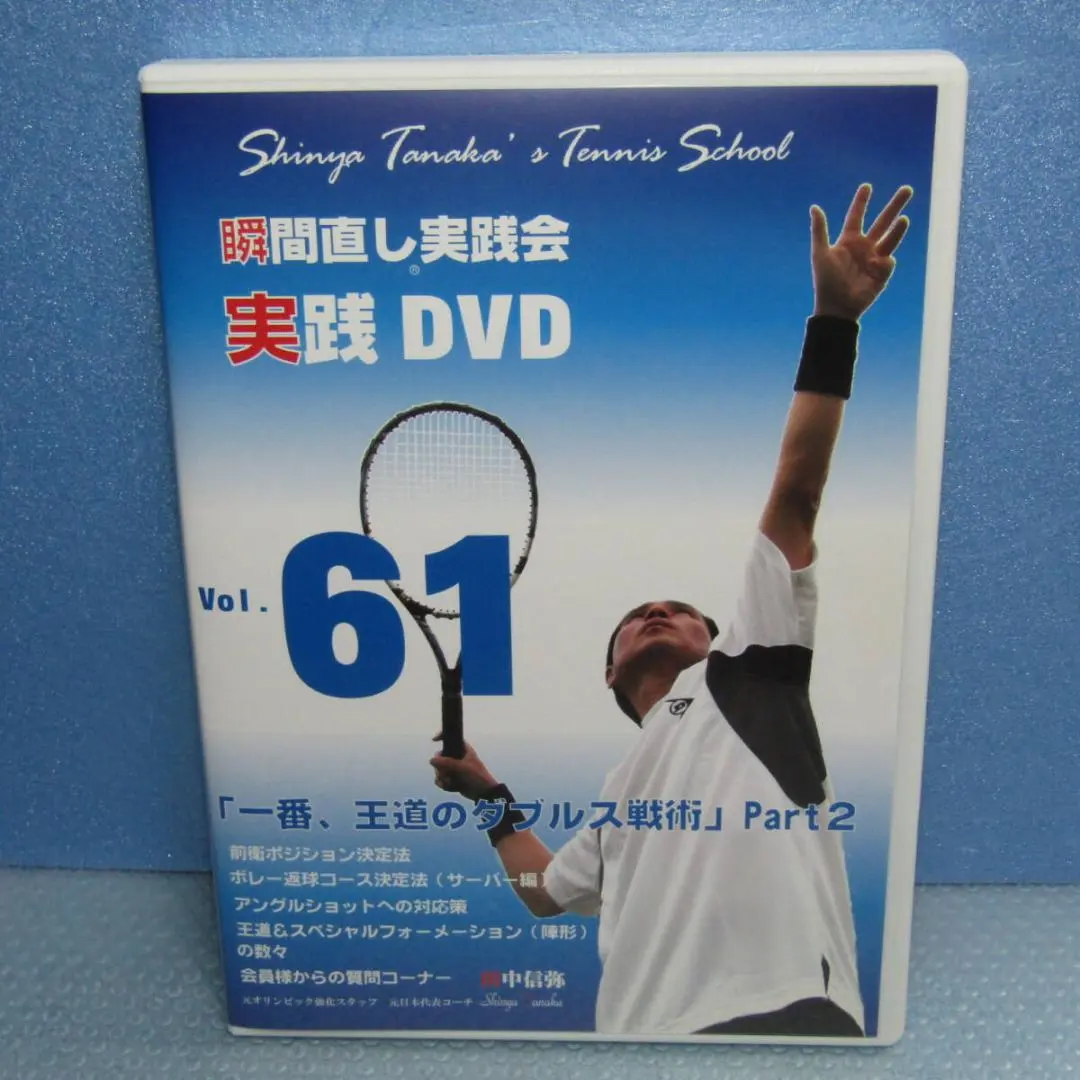 Shinya Tanaka's Tennis School
瞬間直し実践会
®
実践 DVD
Vol. 61
「一番、王道のダブルス戦術」Part2
前衛ポジション決定法
ボレー返球コース決定法(サーバー編)
アングルショットへの対応策
王道&スペシャルフォーメーション(陣形)
の数々
会員様からの質問コーナー
田中信弥
元オリンピック強化スタッフ 元日本代表コーチ Shinya Tanaka